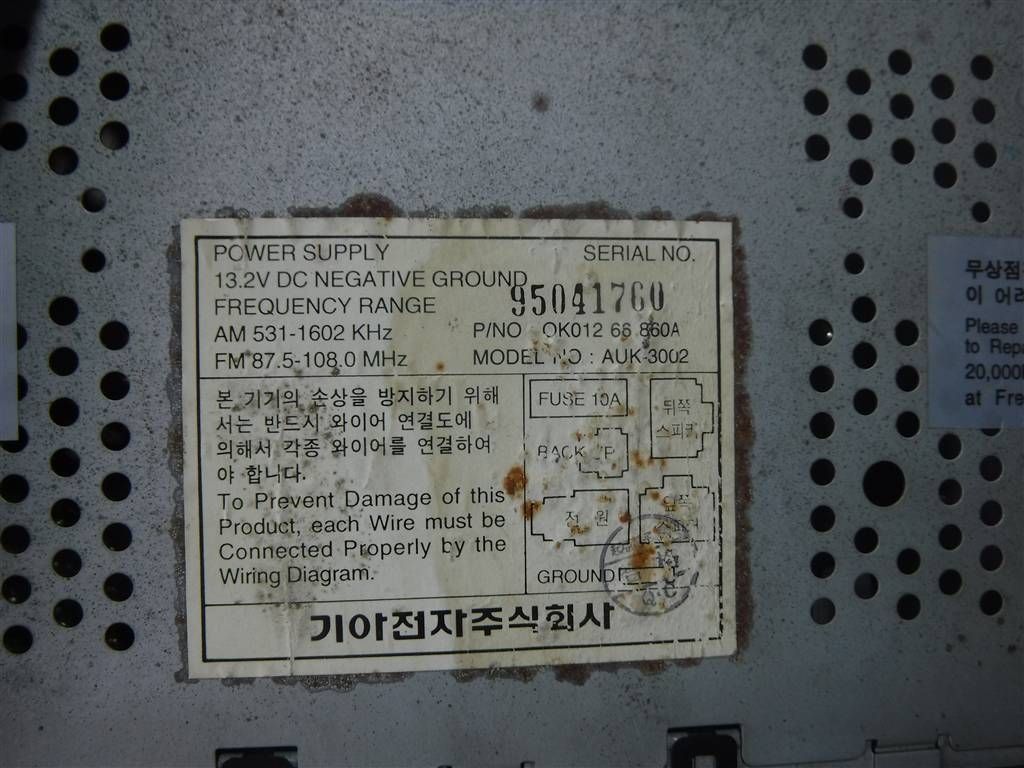 POWER SUPPLY
SERIAL NO.
13.2V DC NEGATIVE GROUND
95041760
FREQUENCY RANGE
AM 531-1602 KHz
P/NO : OK012 66 860A
FM 87.5-108.0 MHz
MODEL NO : AUK-3002
본 기기의 손상을 방지하기 위해
서는 반드시 와이어 연결도에
의해서 각종 와이어를 연결하여
야 합니다.
To Prevent Damage of this
Product, each Wire must be
Connected Properly by the
Wiring Diagram.
FUSE 10A
뒤쪽
스피커
BACK
전원
스피커
GROUND
기아전자주식회사
무상점
이 어
Please
to Repa
20,000
at Fre